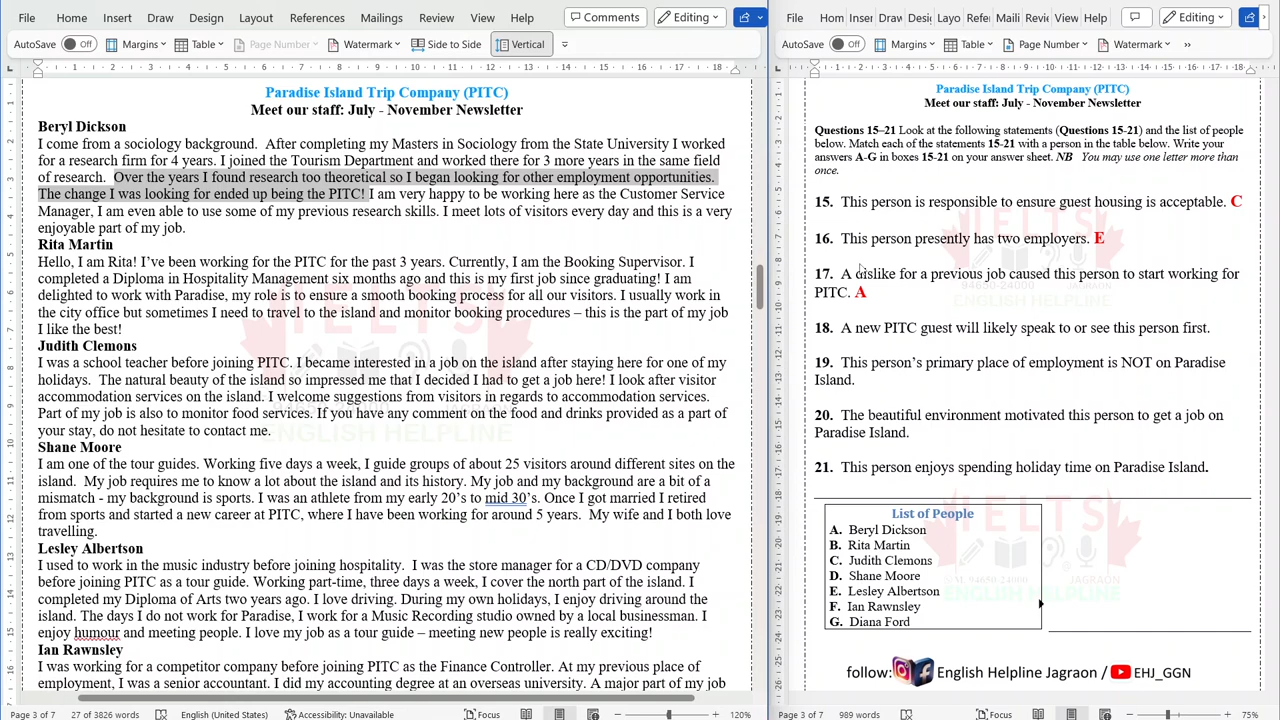 File Home Insert Draw Design Layout References Mailings Review View Help Comments Editing
AutoSave Off Margins Table Page Number Watermark Side to Side Vertical
Paradise Island Trip Company (PITC)
Meet our staff: July - November Newsletter
Beryl Dickson
I come from a sociology background. After completing my Masters in Sociology from the State University I worked
for a research firm for 4 years. I joined the Tourism Department and worked there for 3 more years in the same field
of research. Over the years I found research too theoretical so I began looking for other employment opportunities.
The change I was looking for ended up being the PITC! I am very happy to be working here as the Customer Service
Manager, I am even able to use some of my previous research skills. I meet lots of visitors every day and this is a very
enjoyable part of my job.
Rita Martin
Hello, I am Rita! I've been working for the PITC for the past 3 years. Currently, I am the Booking Supervisor. I
completed a Diploma in Hospitality Management six months ago and this is my first job since graduating! I am
delighted to work with Paradise, my role is to ensure a smooth booking process for all our visitors. I usually work in
the city office but sometimes I need to travel to the island and monitor booking procedures – this is the part of my job
I like the best!
Judith Clemons
I was a school teacher before joining PITC. I became interested in a job on the island after staying here for one of my
holidays. The natural beauty of the island so impressed me that I decided I had to get a job here! I look after visitor
accommodation services on the island. I welcome suggestions from visitors in regards to accommodation services.
Part of my job is also to monitor food services. If you have any comment on the food and drinks provided as a part of
your stay, do not hesitate to contact me.
Shane Moore
I am one of the tour guides. Working five days a week, I guide groups of about 25 visitors around different sites on the
island. My job requires me to know a lot about the island and its history. My job and my background are a bit of a
mismatch - my background is sports. I was an athlete from my early 20's to mid 30's. Once I got married I retired
from sports and started a new career at PITC, where I have been working for around 5 years. My wife and I both love
travelling.
Lesley Albertson
I used to work in the music industry before joining hospitality. I was the store manager for a CD/DVD company
before joining PITC as a tour guide. Working part-time, three days a week, I cover the north part of the island. I
completed my Diploma of Arts two years ago. I love driving. During my own holidays, I enjoy driving around the
island. The days I do not work for Paradise, I work for a Music Recording studio owned by a local businessman. I
enjoy humour and meeting people. I love my job as a tour guide – meeting new people is really exciting!
Ian Rawnsley
I was working for a competitor company before joining PITC as the Finance Controller. At my previous place of
employment, I was a senior accountant. I did my accounting degree at an overseas university. A major part of my job
Page 3 of 7 27 of 3826 words English (United States) Accessibility: Unavailable Focus 120%
File Hom Inser Draw Desig Layo Refer Maili Revie View Help Editing
AutoSave Off Margins Table Page Number Watermark
Paradise Island Trip Company (PITC)
Meet our staff: July - November Newsletter
Questions 15–21 Look at the following statements (Questions 15-21) and the list of people
below. Match each of the statements 15-21 with a person in the table below. Write your
answers A-G in boxes 15-21 on your answer sheet. NB You may use one letter more than
once.
15. This person is responsible to ensure guest housing is acceptable. C
16. This person presently has two employers. E
17. A dislike for a previous job caused this person to start working for
PITC. A
18. A new PITC guest will likely speak to or see this person first.
19. This person's primary place of employment is NOT on Paradise
Island.
20. The beautiful environment motivated this person to get a job on
Paradise Island.
21. This person enjoys spending holiday time on Paradise Island.
List of People
A. Beryl Dickson
B. Rita Martin
C. Judith Clemons
D. Shane Moore
E. Lesley Albertson
F. Ian Rawnsley
G. Diana Ford
follow: English Helpline Jagraon / EHJ_GGN
Page 3 of 7 989 words Focus 75%